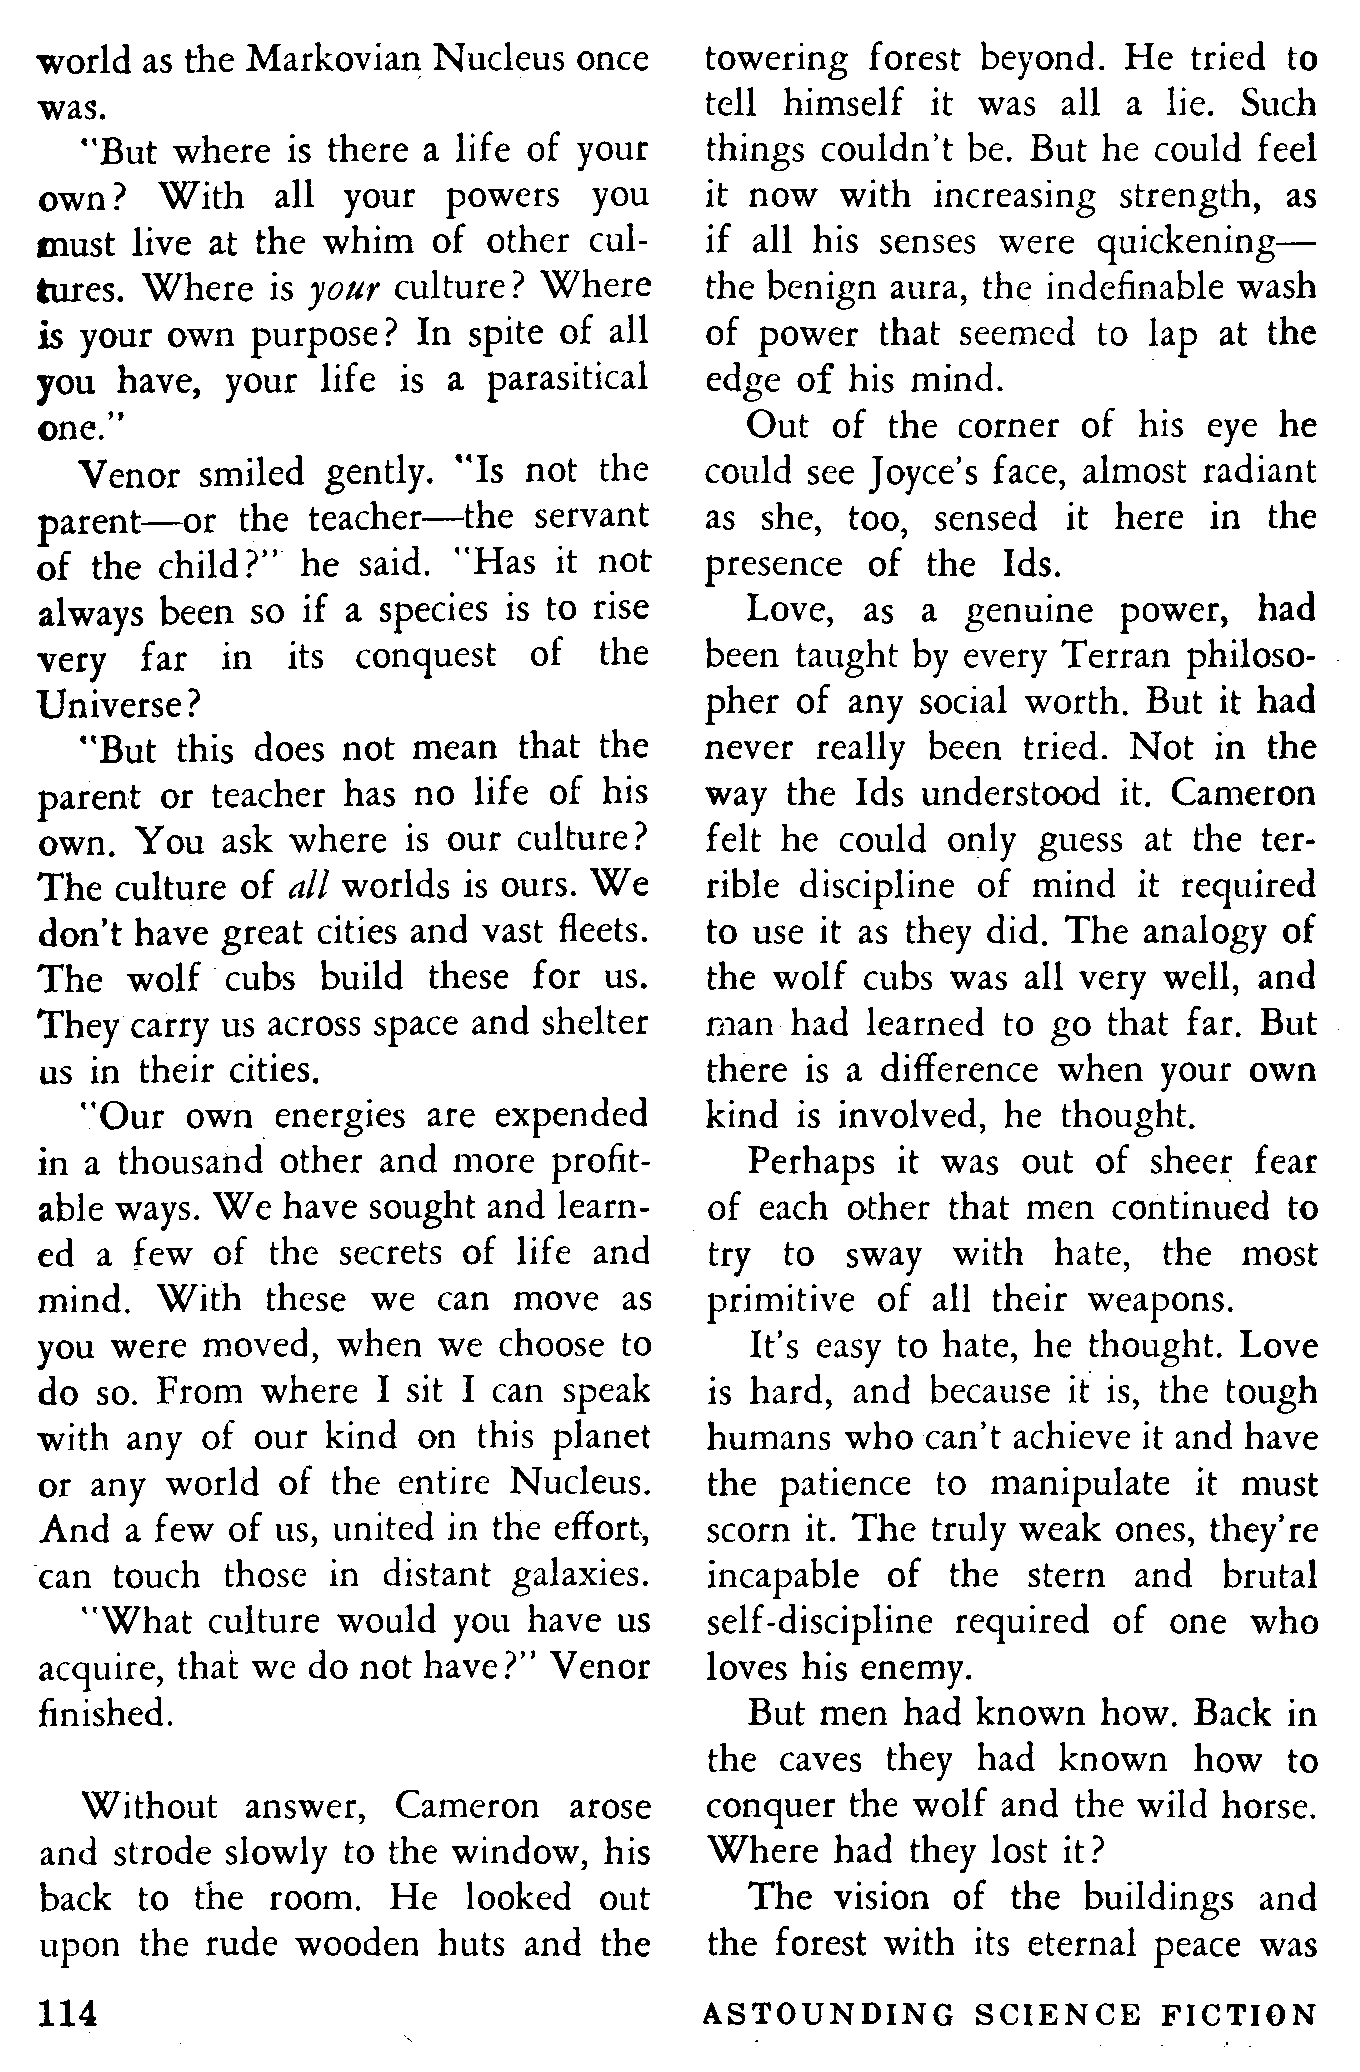 world as the Markovian Nucleus once
was.
"But where is there a life of your
own? With all your powers you
must live at the whim of other cul-
tures. Where is your culture? Where
is your own purpose? In spite of all
you have, your life is a parasitical
one."
Venor smiled gently. "Is not the
parent—or the teacher—the servant
of the child?" he said. "Has it not
always been so if a species is to rise
very far in its conquest of the
Universe?
"But this does not mean that the
parent or teacher has no life of his
own. You ask where is our culture?
The culture of all worlds is ours. We
don't have great cities and vast fleets.
The wolf cubs build these for us.
They carry us across space and shelter
us in their cities.
"Our own energies are expended
in a thousand other and more profit-
able ways. We have sought and learn-
ed a few of the secrets of life and
mind. With these we can move as
you were moved, when we choose to
do so. From where I sit I can speak
with any of our kind on this planet
or any world of the entire Nucleus.
And a few of us, united in the effort,
can touch those in distant galaxies.
"What culture would you have us
acquire, that we do not have?" Venor
finished.
Without answer, Cameron arose
and strode slowly to the window, his
back to the room. He looked out
upon the rude wooden huts and the
towering forest beyond. He tried to
tell himself it was all a lie. Such
things couldn't be. But he could feel
it now with increasing strength, as
if all his senses were quickening—
the benign aura, the indefinable wash
of power that seemed to lap at the
edge of his mind.
Out of the corner of his eye he
could see Joyce's face, almost radiant
as she, too, sensed it here in the
presence of the Ids.
Love, as a genuine power, had
been taught by every Terran philoso-
pher of any social worth. But it had
never really been tried. Not in the
way the Ids understood it. Cameron
felt he could only guess at the ter-
rible discipline of mind it required
to use it as they did. The analogy of
the wolf cubs was all very well, and
man had learned to go that far. But
there is a difference when your own
kind is involved, he thought.
Perhaps it was out of sheer fear
of each other that men continued to
try to sway with hate, the most
primitive of all their weapons.
It's easy to hate, he thought. Love
is hard, and because it is, the tough
humans who can't achieve it and have
the patience to manipulate it must
scorn it. The truly weak ones, they're
incapable of the stern and brutal
self-discipline required of one who
loves his enemy.
But men had known how. Back in
the caves they had known how to
conquer the wolf and the wild horse.
Where had they lost it?
The vision of the buildings and
the forest with its eternal peace was
114
ASTOUNDING SCIENCE FICTION